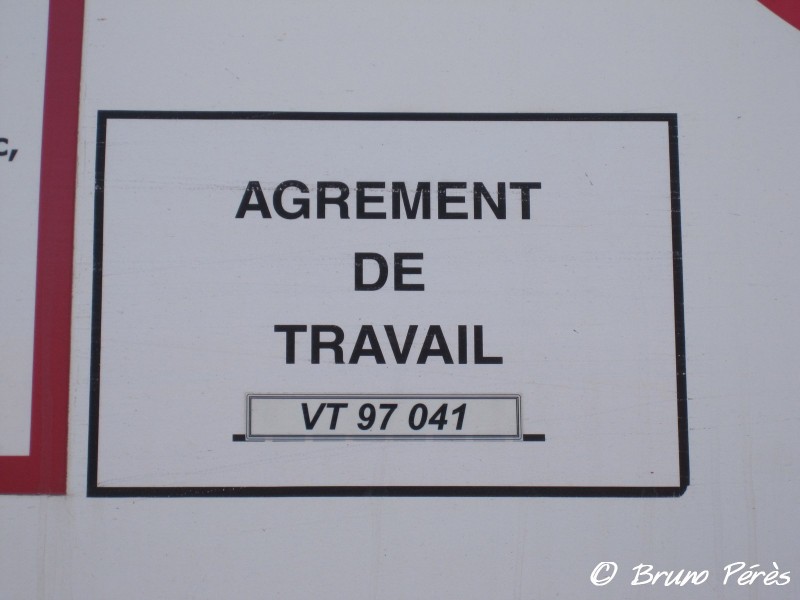 AGREMENT
DE
TRAVAIL
VT 97 041
© Bruno Pérès